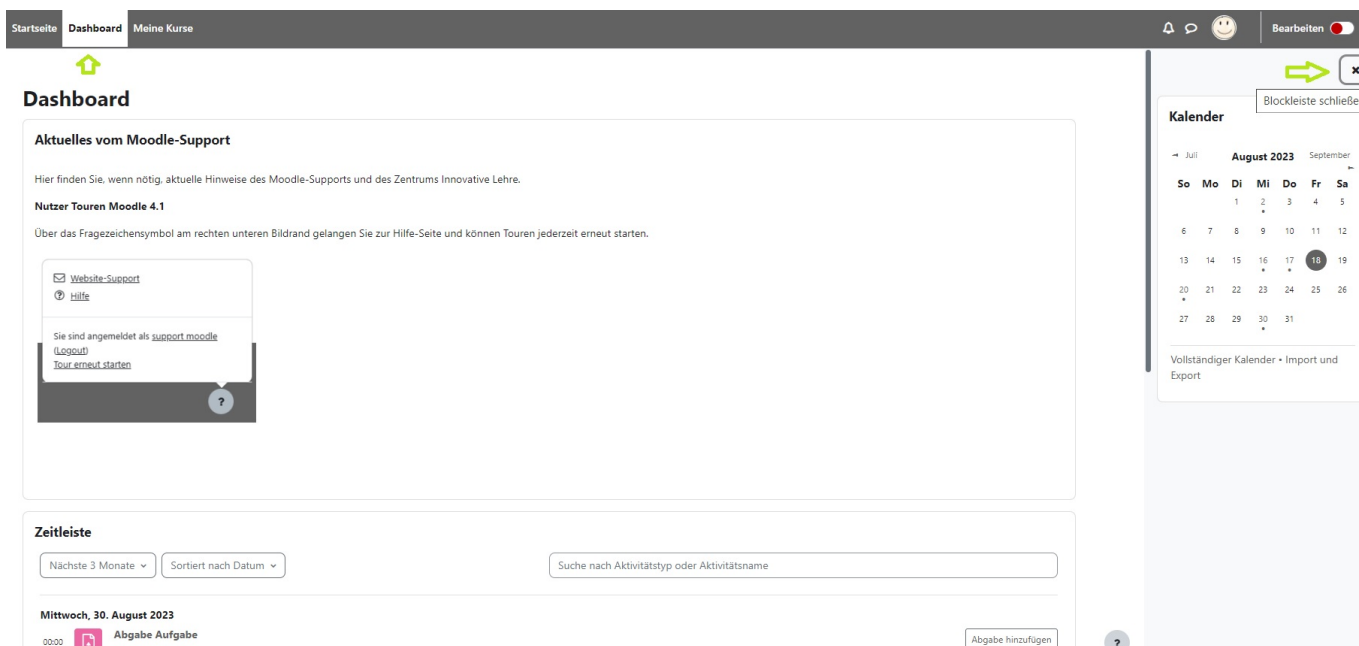 Startseite Dashboard Meine Kurse
Bearbeiten
Dashboard
Aktuelles vom Moodle-Support
Hier finden Sie, wenn nötig, aktuelle Hinweise des Moodle-Supports und des Zentrums Innovative Lehre.
Nutzer Touren Moodle 4.1
Über das Fragezeichensymbol am rechten unteren Bildrand gelangen Sie zur Hilfe-Seite und können Touren jederzeit erneut starten.
Website-Support
Hilfe
Sie sind angemeldet als support moodle
(Logout)
Tour erneut starten
?
Zeitleiste
Nächste 3 Monate Sortiert nach Datum Suche nach Aktivitätstyp oder Aktivitätsname
Mittwoch, 30. August 2023
00:00 Abgabe Aufgabe Abgabe hinzufügen
?
Blockleiste schließe
Kalender
Juli August 2023 September
So Mo Di Mi Do Fr Sa
1 2 3 4 5
6 7 8 9 10 11 12
13 14 15 16 17 18 19
20 21 22 23 24 25 26
27 28 29 30 31
Vollständiger Kalender • Import und
Export